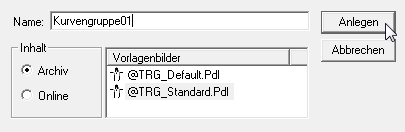 Name: Kurvengruppe01 Anlegen
Abbrechen
Inhalt
Archiv
Online
Vorlagenbilder
@TRG_Default.Pdl
@TRG_Standard.Pdl